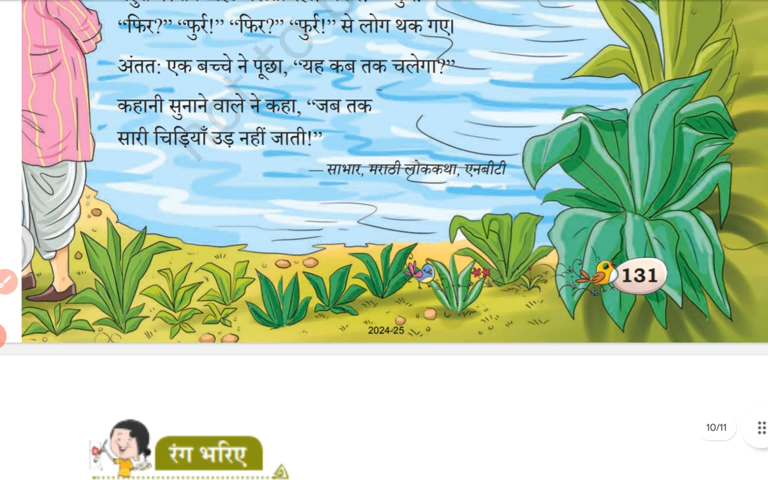 “फिर?” “फुर्र!” “फिर?” “फुर्र!” से लोग थक गए।
अंतत: एक बच्चे ने पूछा, “यह कब तक चलेगा?”
कहानी सुनाने वाले ने कहा, “जब तक
सारी चिड़ियाँ उड़ नहीं जाती!”
— साभार, मराठी लोककथा, एनबीटी
131
2024-25
10/11
रंग भरिए